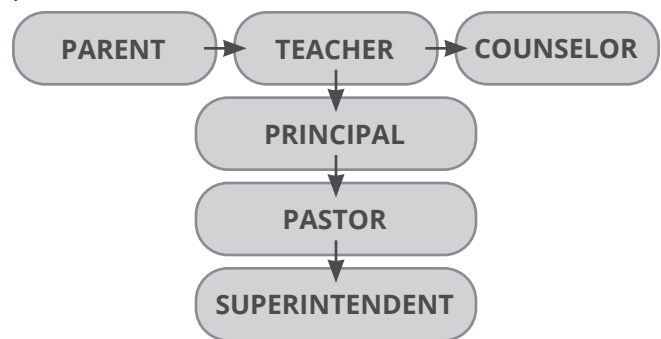 PARENT TEACHER COUNSELOR
PRINCIPAL
PASTOR
SUPERINTENDENT